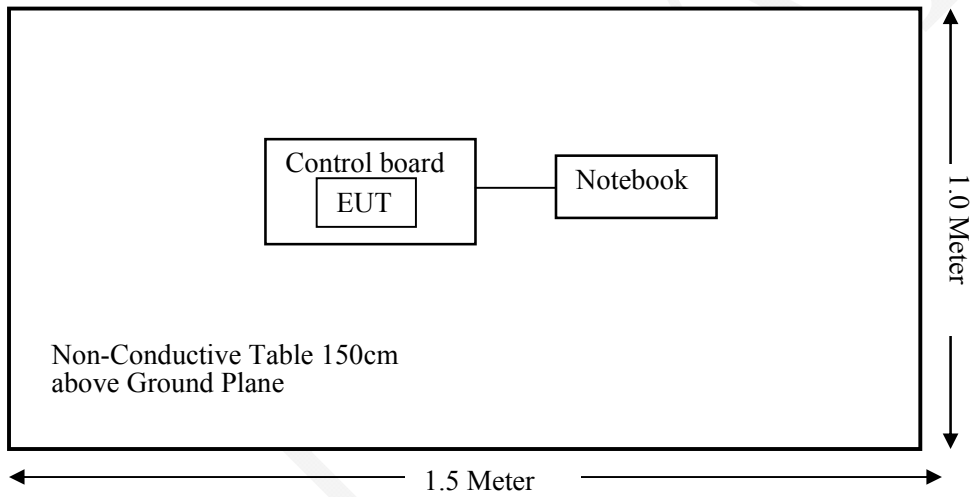 Control board
EUT
Notebook
1.0 Meter
Non-Conductive Table 150cm
above Ground Plane
1.5 Meter